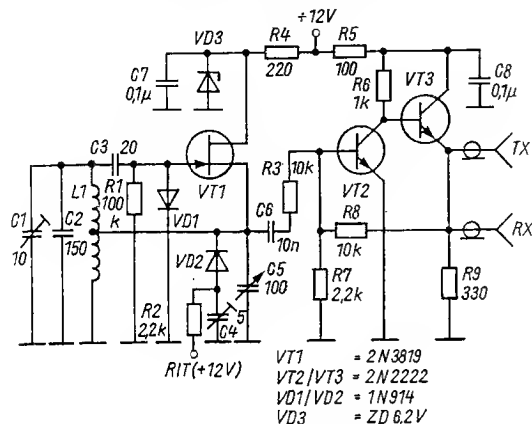 +12V
VD3
R4
220
R5
100
C7
0,1μ
R6
1k
VT3
C8
0,1μ
C3
20
TX
VT1
R3
10k
VT2
L1
R1
100
k
VD1
C6
10n
R8
10k
RX
C1
10
C2
150
VD2
C5
100
R7
2,2k
R9
330
R2
2,2k
5
C4
RIT(+12V)
VT1 = 2N3819
VT2/VT3 = 2N2222
VD1/VD2 = 1N914
VD3 = ZD 6,2V